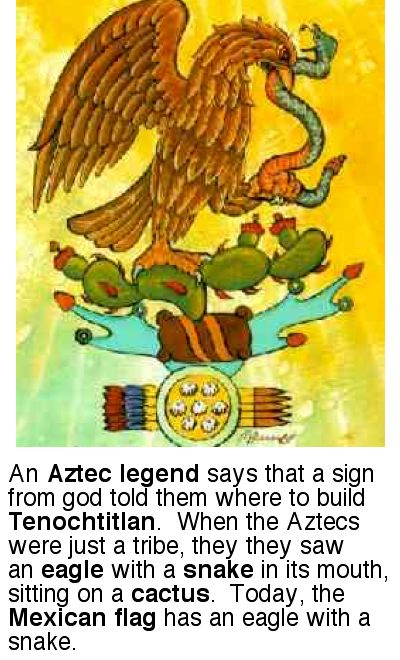 An Aztec legend says that a sign
from god told them where to build
Tenochtitlan.  When the Aztecs
were just a tribe, they they saw
an eagle with a snake in its mouth,
sitting on a cactus.  Today, the
Mexican flag has an eagle with a
snake.